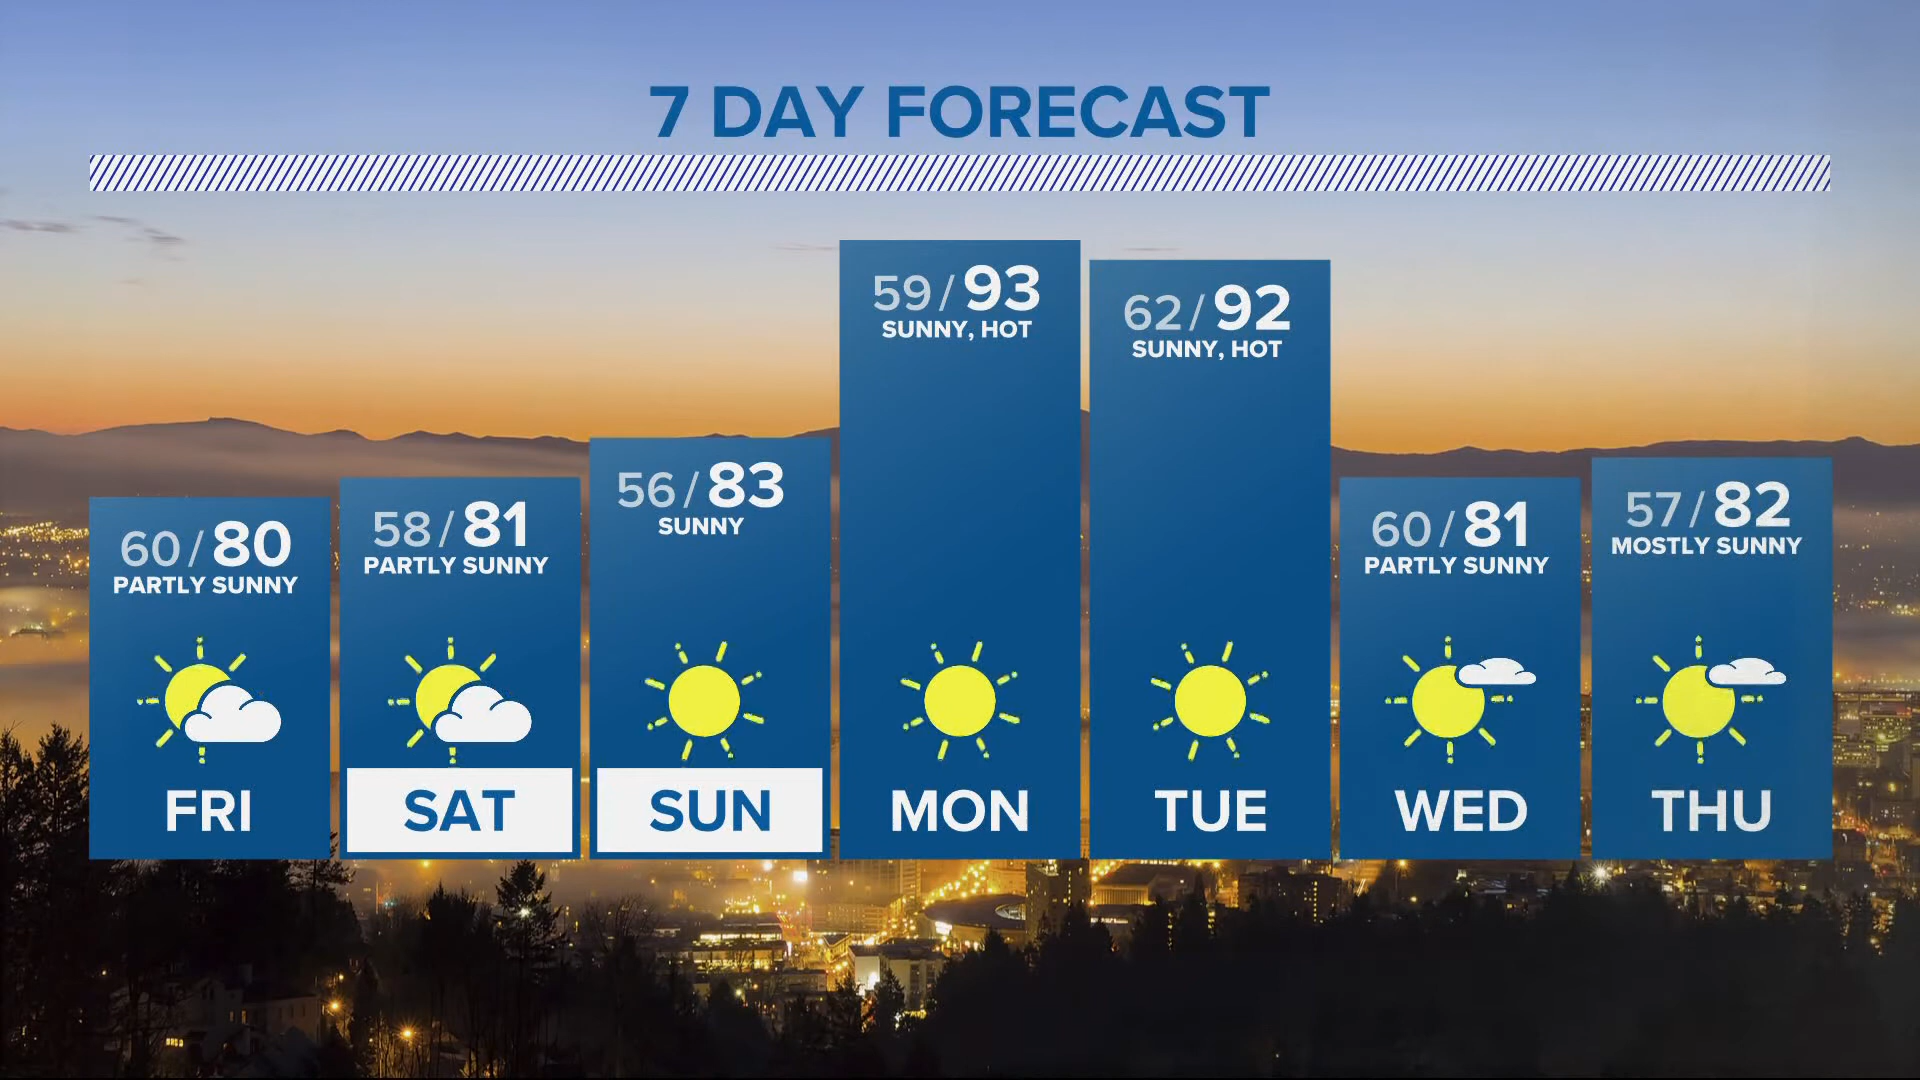 7 DAY FORECAST
60/80
PARTLY SUNNY
FRI
58/81
PARTLY SUNNY
SAT
56/83
SUNNY
SUN
59/93
SUNNY, HOT
MON
62/92
SUNNY, HOT
TUE
60/81
PARTLY SUNNY
WED
57/82
MOSTLY SUNNY
THU